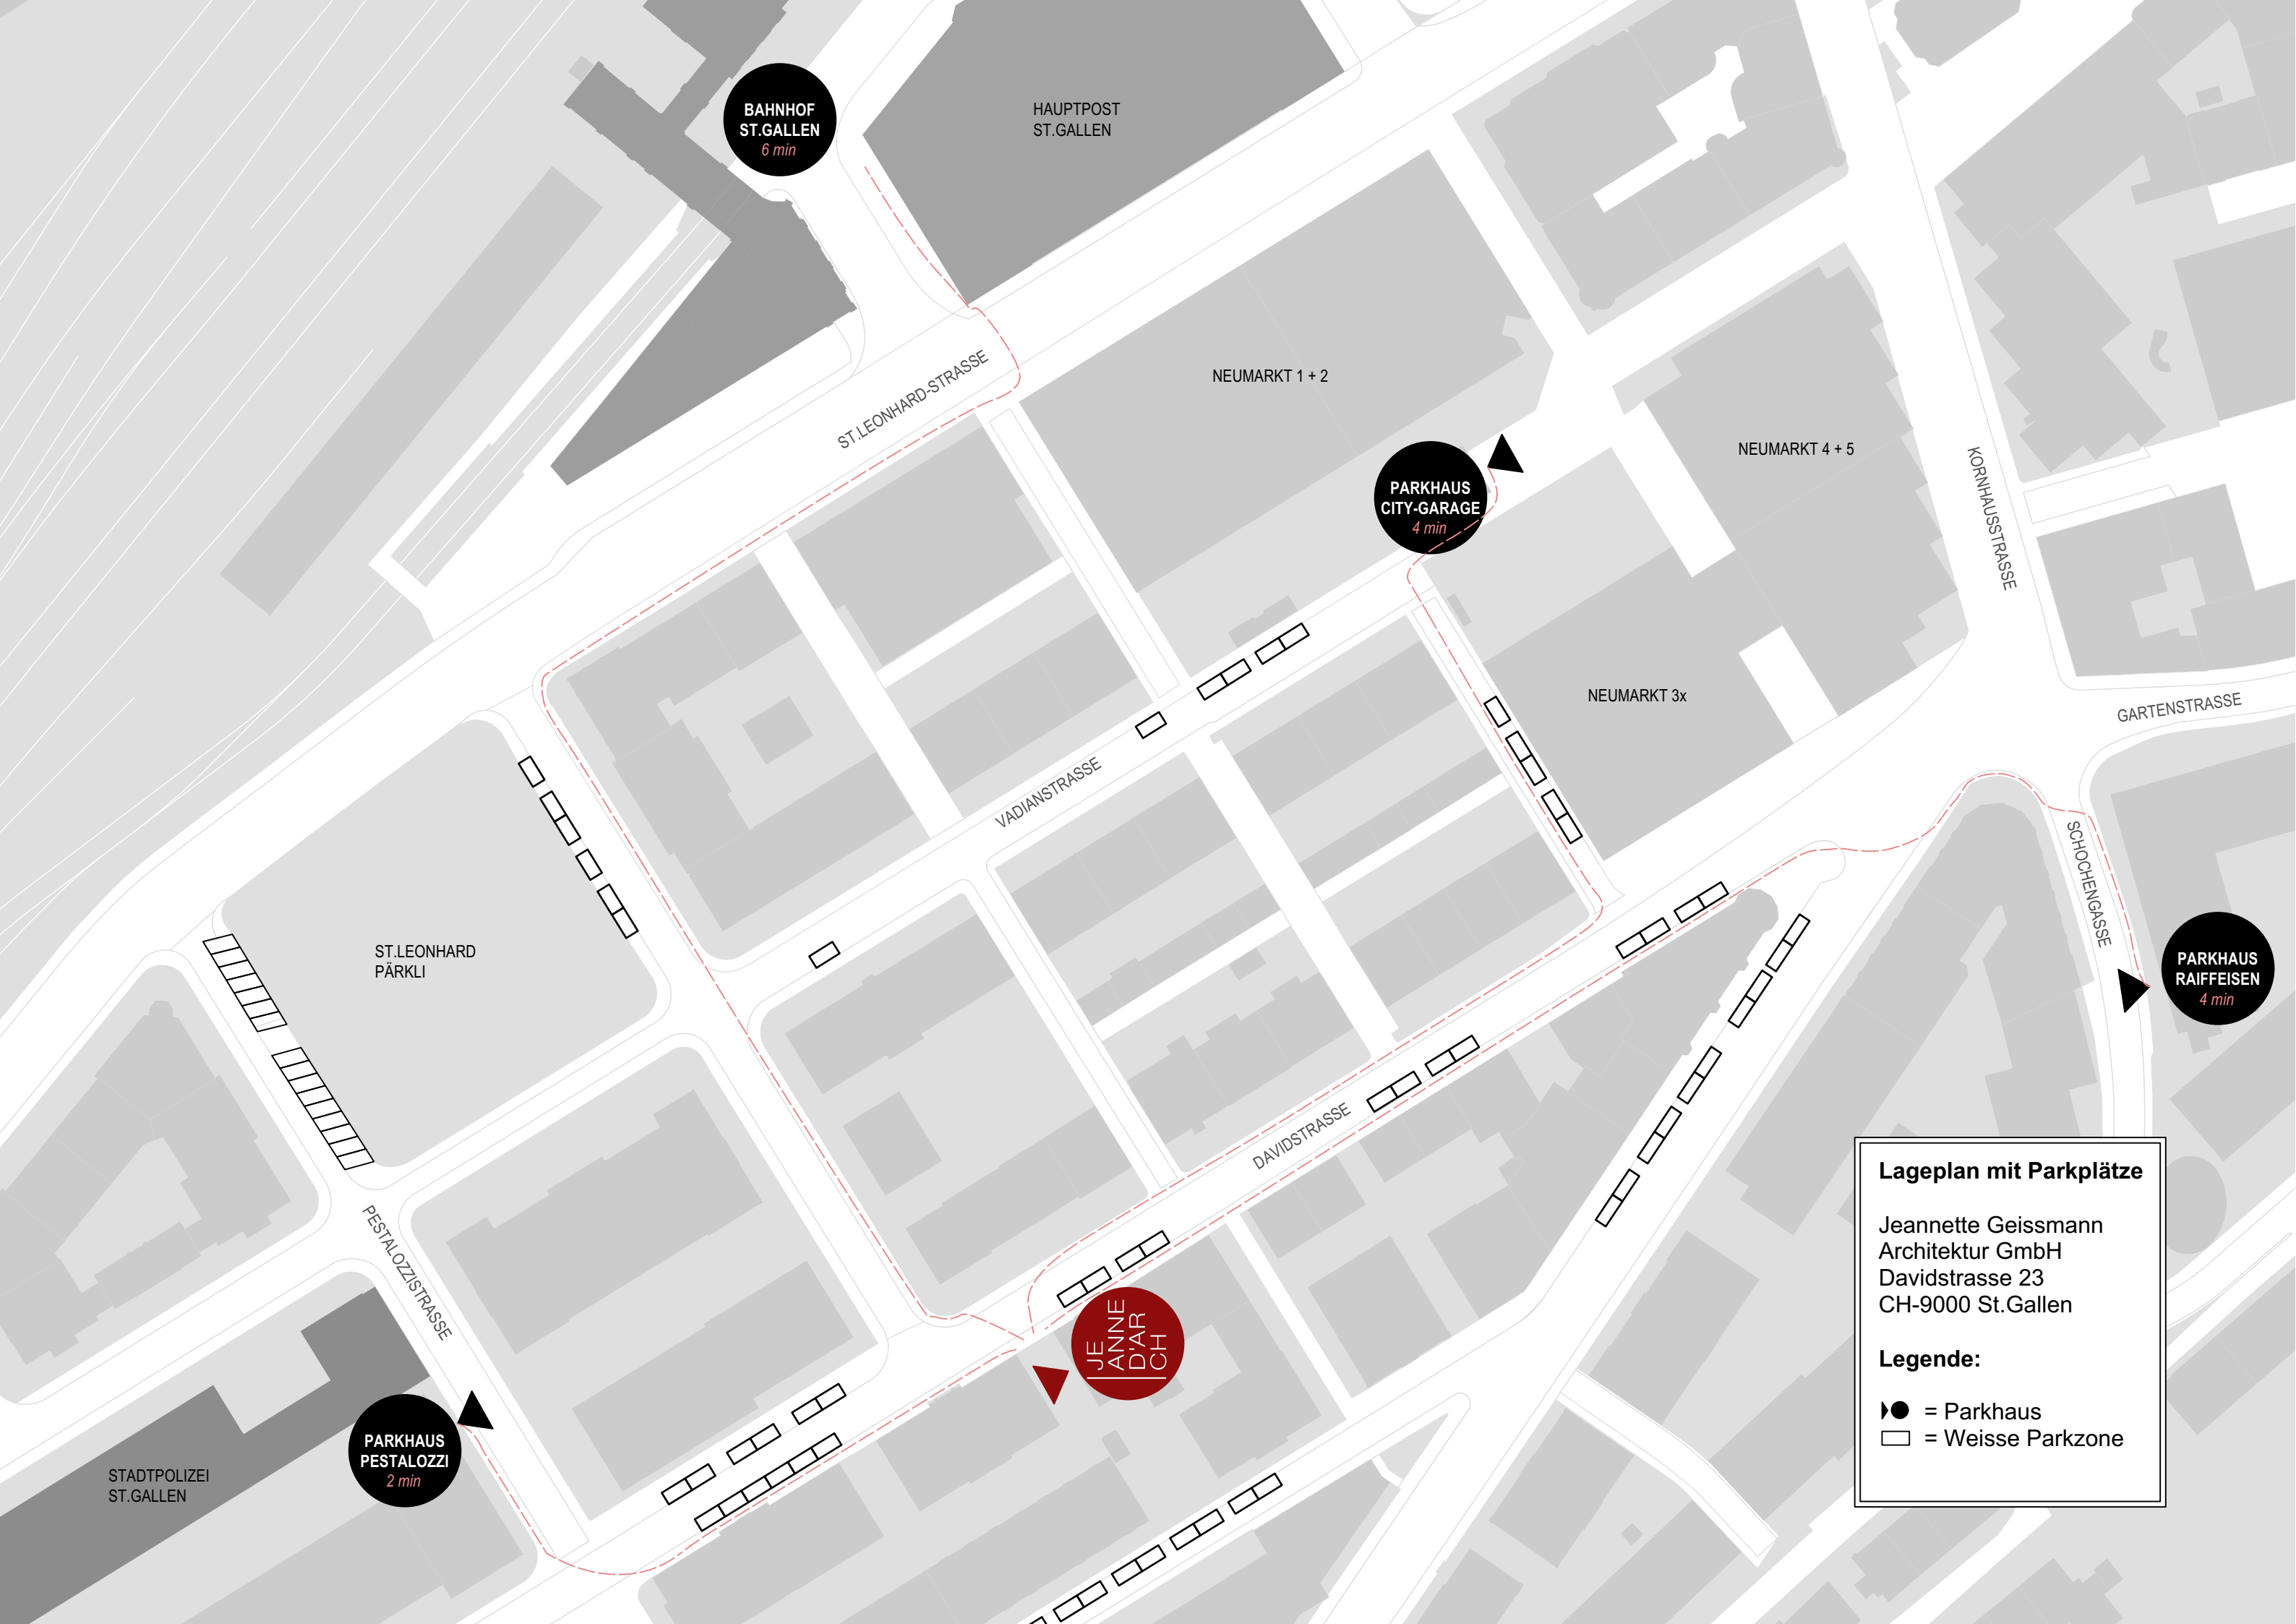 BAHNHOF
ST.GALLEN
6 min
HAUPTPOST
ST.GALLEN
ST.LEONHARD-STRASSE
NEUMARKT 1 + 2
NEUMARKT 4 + 5
KORNHAUSSTRASSE
PARKHAUS
CITY-GARAGE
4 min
NEUMARKT 3x
GARTENSTRASSE
VADIANSTRASSE
SCHOCHENGASSE
ST.LEONHARD
PÄRKLI
PARKHAUS
RAIFFEISEN
4 min
DAVIDSTRASSE
PESTALOZZISTRASSE
JE
ANNE
D'AR
CH
PARKHAUS
PESTALOZZI
2 min
STADTPOLIZEI
ST.GALLEN
Lageplan mit Parkplätze
Jeannette Geissmann
Architektur GmbH
Davidstrasse 23
CH-9000 St.Gallen
Legende:
= Parkhaus
= Weisse Parkzone